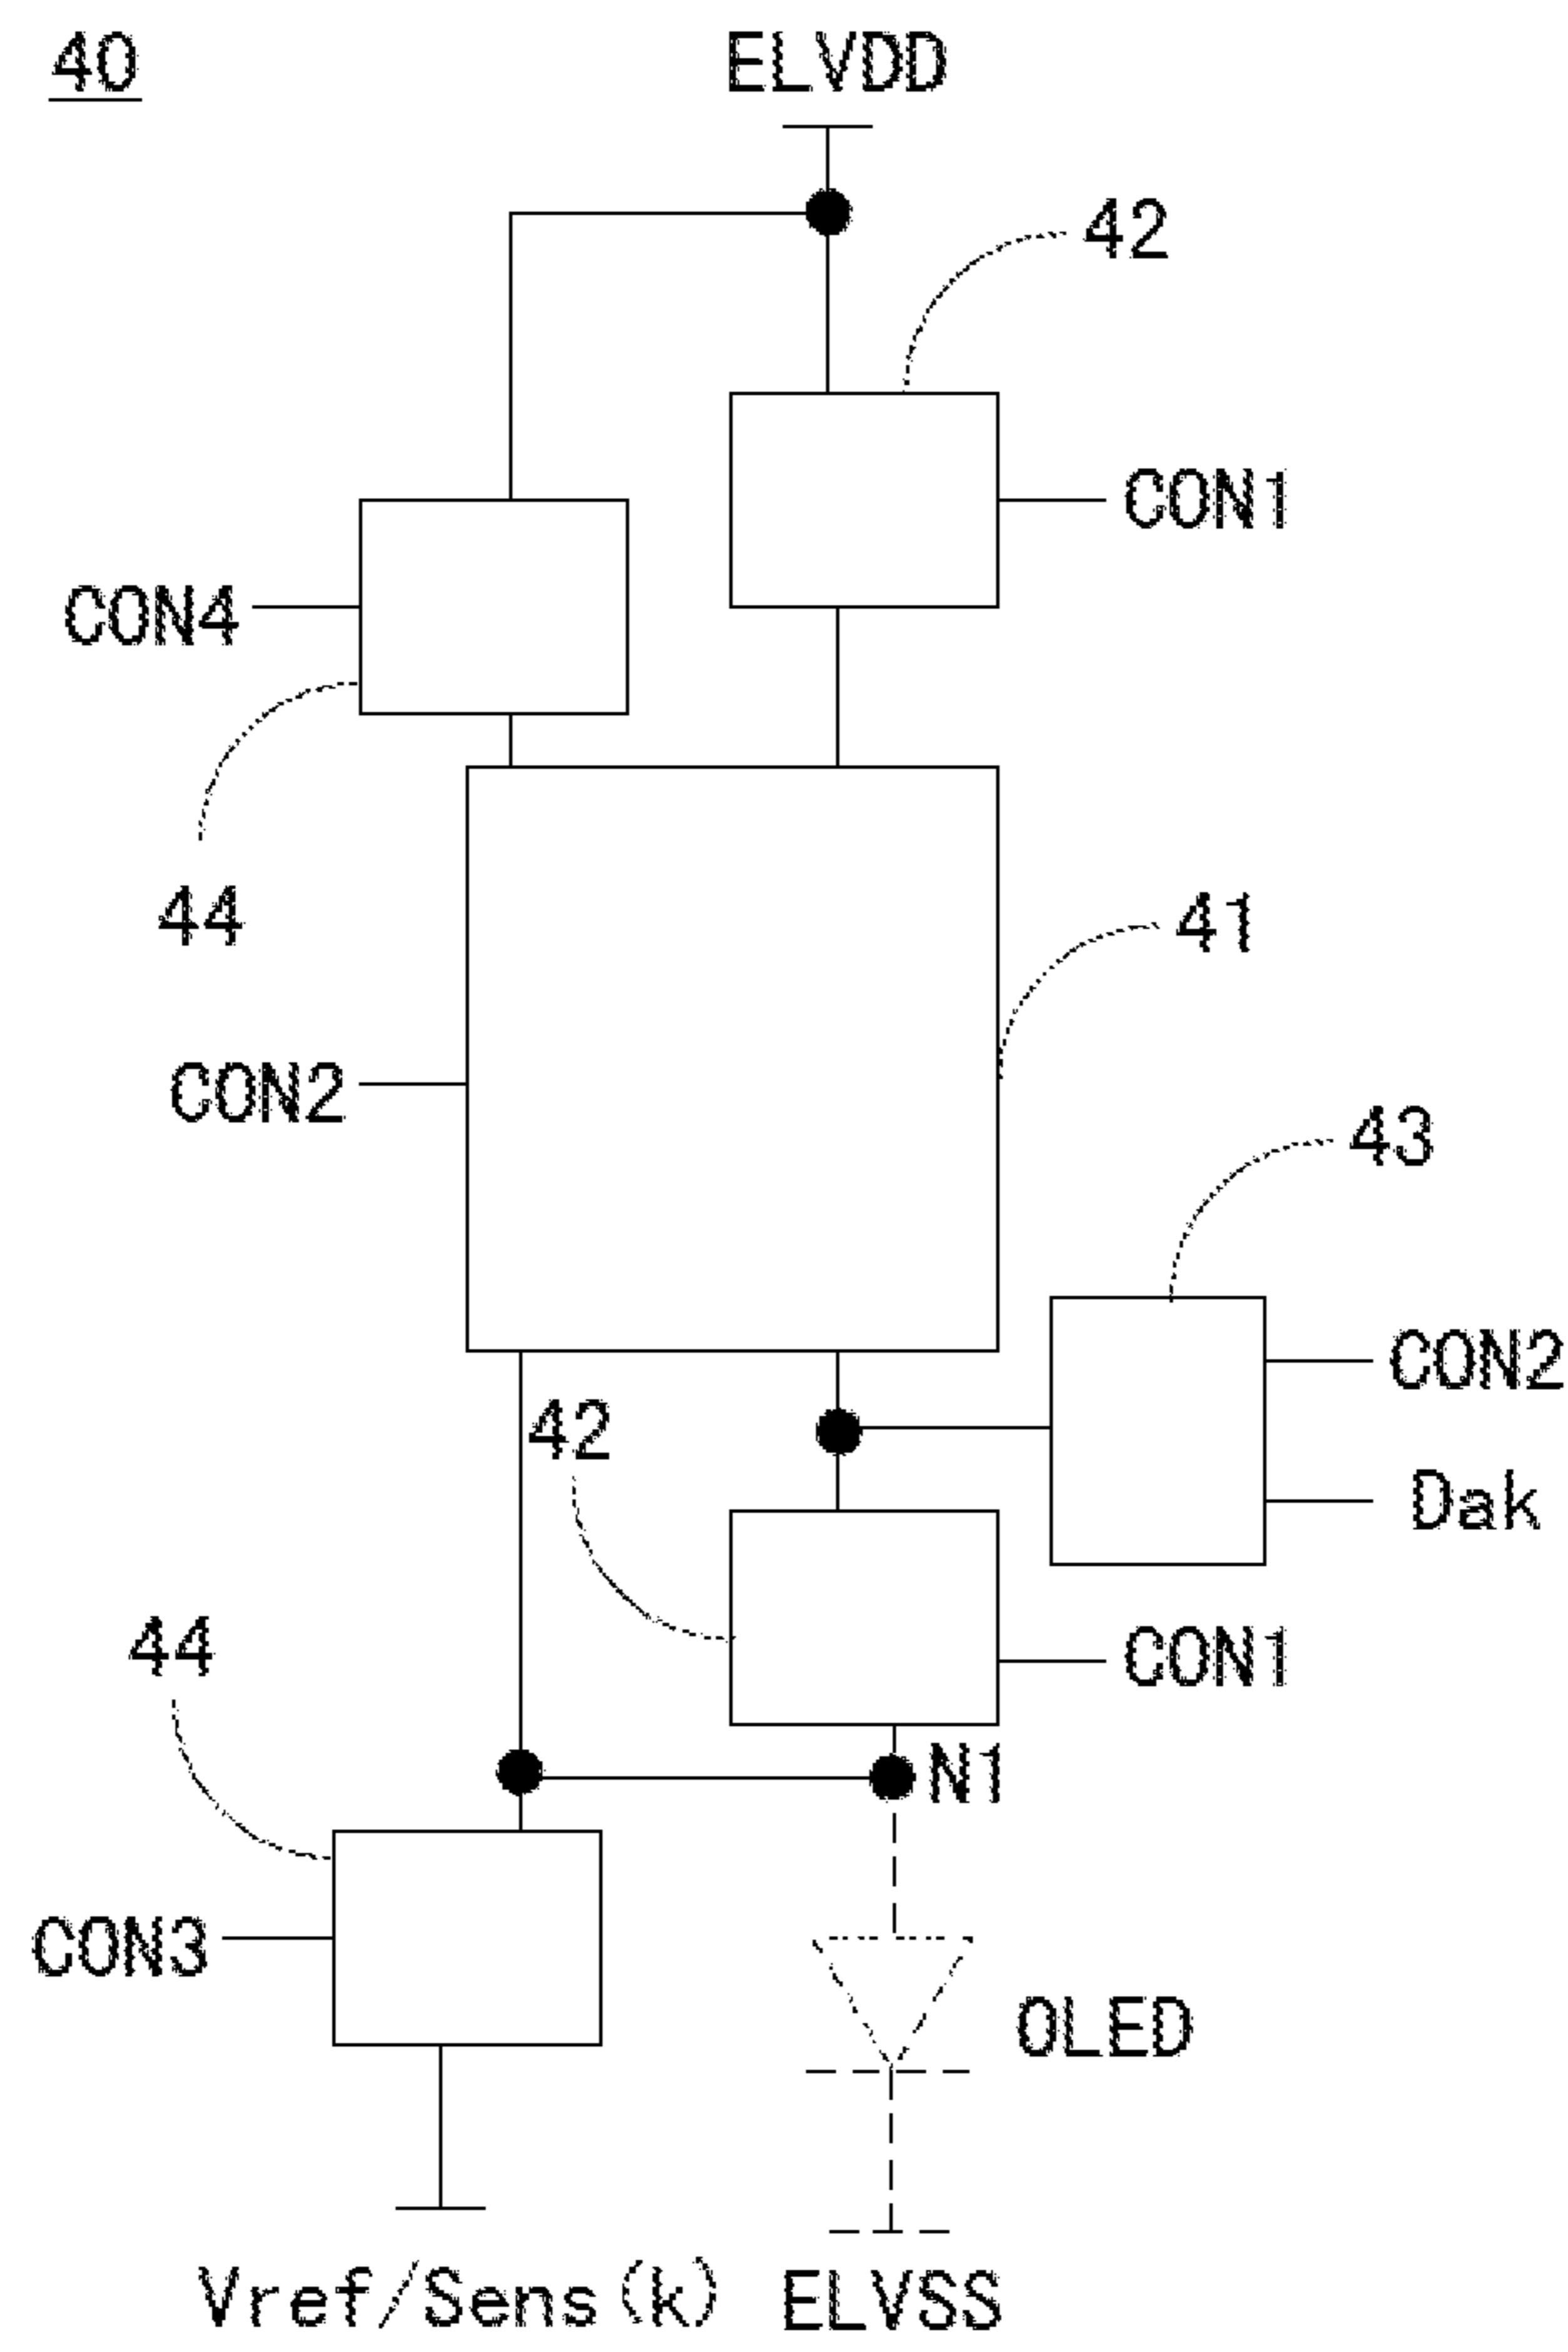 40
ELVDD
42
CON1
CON4
44
41
CON2
43
CON2
42
Dak
44
CON1
N1
CON3
OLED
Vref/Sens(k)
ELVSS